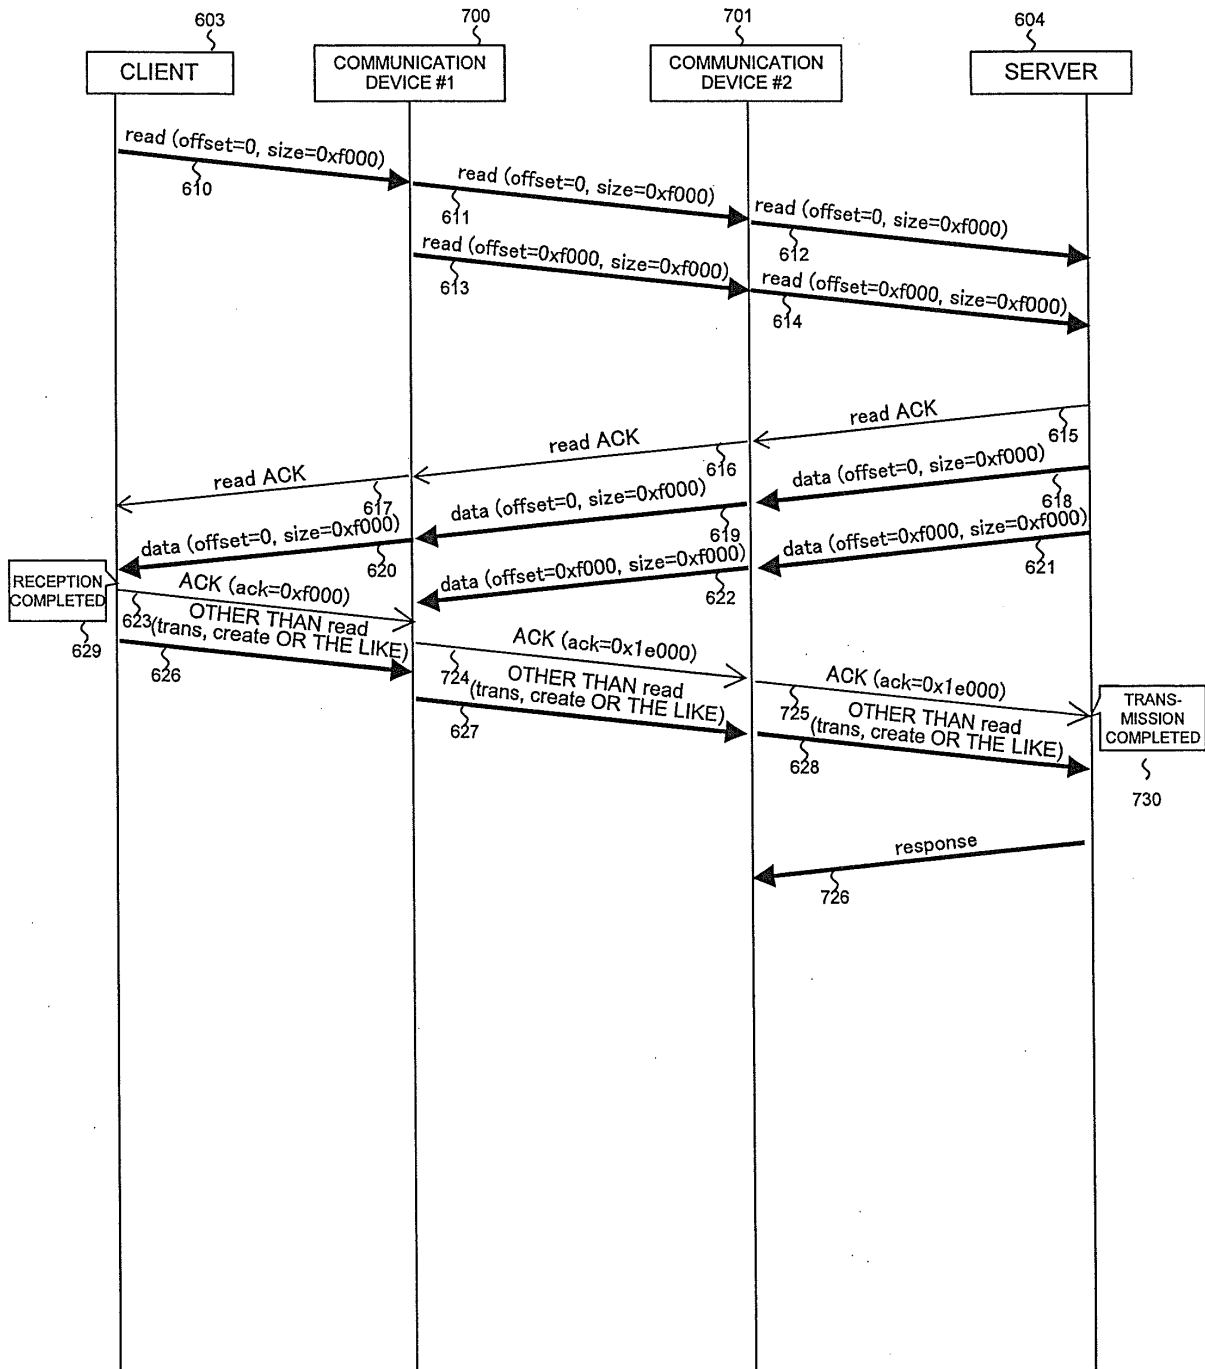 603
700
701
604
CLIENT
COMMUNICATION
DEVICE #1
COMMUNICATION
DEVICE #2
SERVER
read (offset=0, size=0xf000)
610
read (offset=0, size=0xf000)
611
read (offset=0, size=0xf000)
612
read (offset=0xf000, size=0xf000)
613
read (offset=0xf000, size=0xf000)
614
read ACK
615
read ACK
616
read ACK
617
data (offset=0, size=0xf000)
618
data (offset=0, size=0xf000)
619
data (offset=0, size=0xf000)
620
data (offset=0xf000, size=0xf000)
621
data (offset=0xf000, size=0xf000)
622
RECEPTION
COMPLETED
629
ACK (ack=0xf000)
623
OTHER THAN read
(trans, create OR THE LIKE)
626
ACK (ack=0x1e000)
724
OTHER THAN read
(trans, create OR THE LIKE)
627
ACK (ack=0x1e000)
725
OTHER THAN read
(trans, create OR THE LIKE)
628
TRANS-
MISSION
COMPLETED
730
response
726